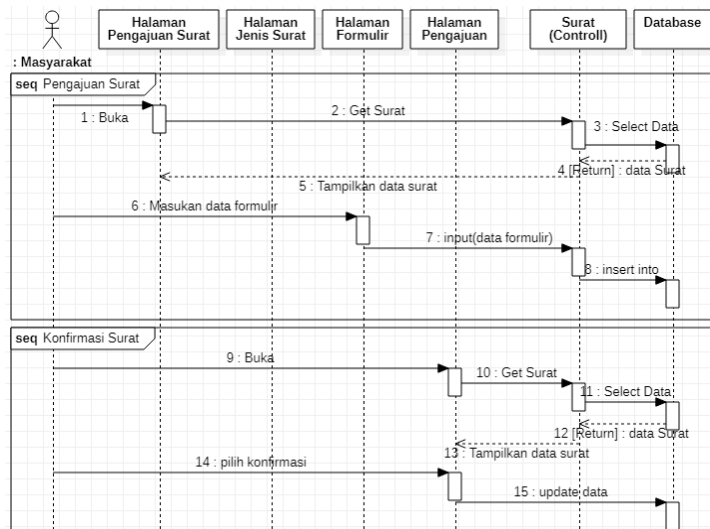 Halaman
Pengajuan Surat
Halaman
Jenis Surat
Halaman
Formulir
Halaman
Pengajuan
Surat
(Controll)
Database
: Masyarakat
seq Pengajuan Surat
1 : Buka
2 : Get Surat
3 : Select Data
4 [Return] : data Surat
5 : Tampilkan data surat
6 : Masukan data formulir
7 : input(data formulir)
8 : insert into
seq Konfirmasi Surat
9 : Buka
10 : Get Surat
11 : Select Data
12 [Return] : data Surat
13 : Tampilkan data surat
14 : pilih konfirmasi
15 : update data